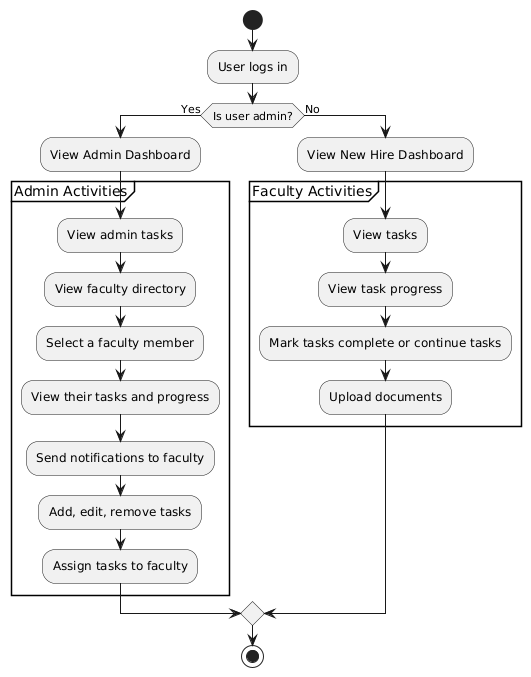 User logs in
Yes
Is user admin?
No
View Admin Dashboard
View New Hire Dashboard
Admin Activities
View admin tasks
View faculty directory
Select a faculty member
View their tasks and progress
Send notifications to faculty
Add, edit, remove tasks
Assign tasks to faculty
Faculty Activities
View tasks
View task progress
Mark tasks complete or continue tasks
Upload documents